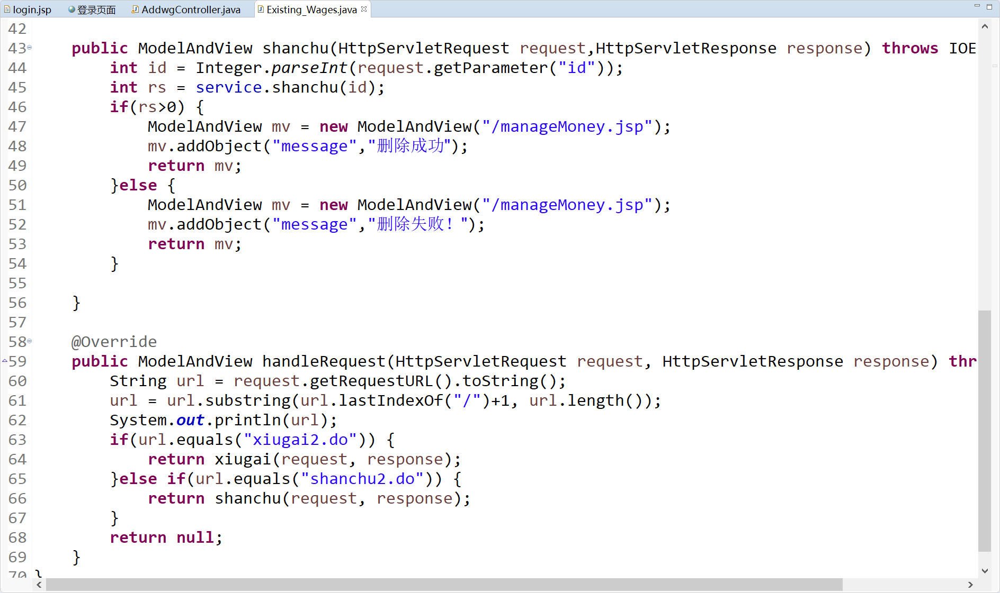 login.jsp 登录页面 AddwgController.java Existing_Wages.java
42
43 public ModelAndView shanchu(HttpServletRequest request,HttpServletResponse response) throws IOE
44 int id = Integer.parseInt(request.getParameter("id"));
45 int rs = service.shanchu(id);
46 if(rs>0) {
47 ModelAndView mv = new ModelAndView("/manageMoney.jsp");
48 mv.addObject("message","删除成功");
49 return mv;
50 }else {
51 ModelAndView mv = new ModelAndView("/manageMoney.jsp");
52 mv.addObject("message","删除失败！");
53 return mv;
54 }
55
56 }
57
58 @Override
59 public ModelAndView handleRequest(HttpServletRequest request, HttpServletResponse response) thr
60 String url = request.getRequestURL().toString();
61 url = url.substring(url.lastIndexOf("/")+1, url.length());
62 System.out.println(url);
63 if(url.equals("xiugai2.do")) {
64 return xiugai(request, response);
65 }else if(url.equals("shanchu2.do")) {
66 return shanchu(request, response);
67 }
68 return null;
69 }
70 }